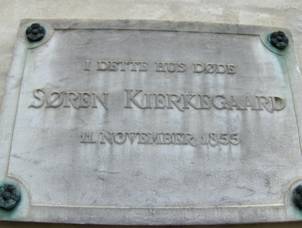 I DETTE HUS DØDE
SØREN KIERKEGAARD
11. NOVEMBER 1855